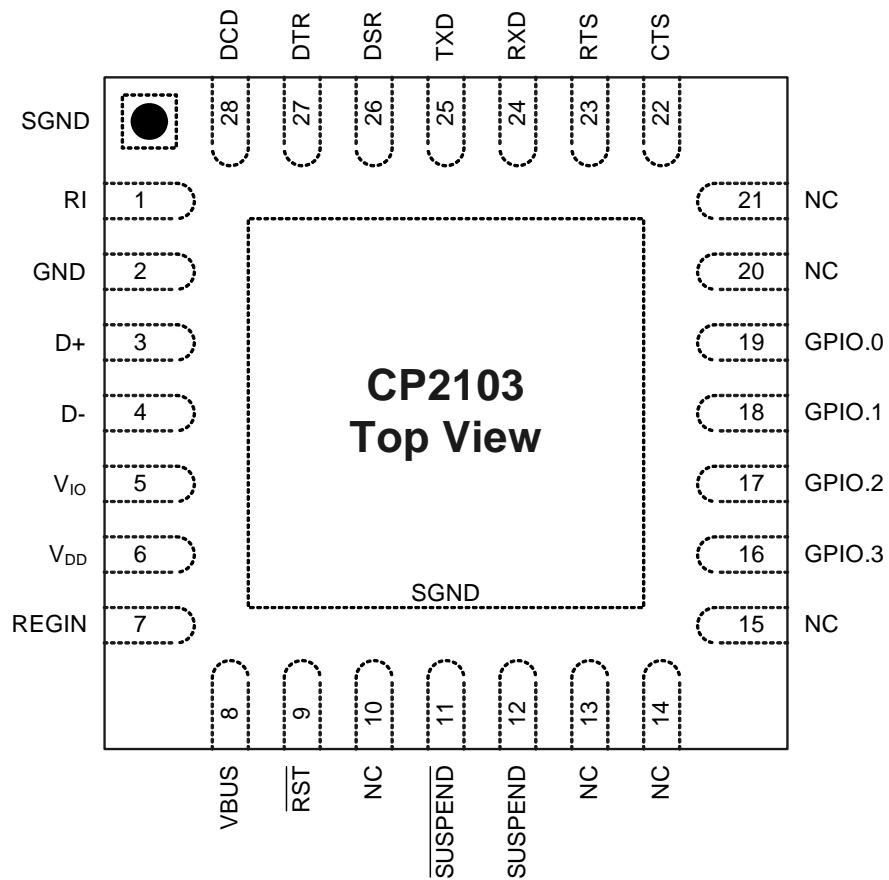 DCD DTR DSR TXD RXD RTS CTS
28 27 26 25 24 23 22
SGND
RI 1
GND 2
D+ 3
D- 4
VIO 5
VDD 6
REGIN 7
21 NC
20 NC
19 GPIO.0
18 GPIO.1
17 GPIO.2
16 GPIO.3
15 NC
CP2103
Top View
SGND
8 9 10 11 12 13 14
VBUS RST NC SUSPEND SUSPEND NC NC